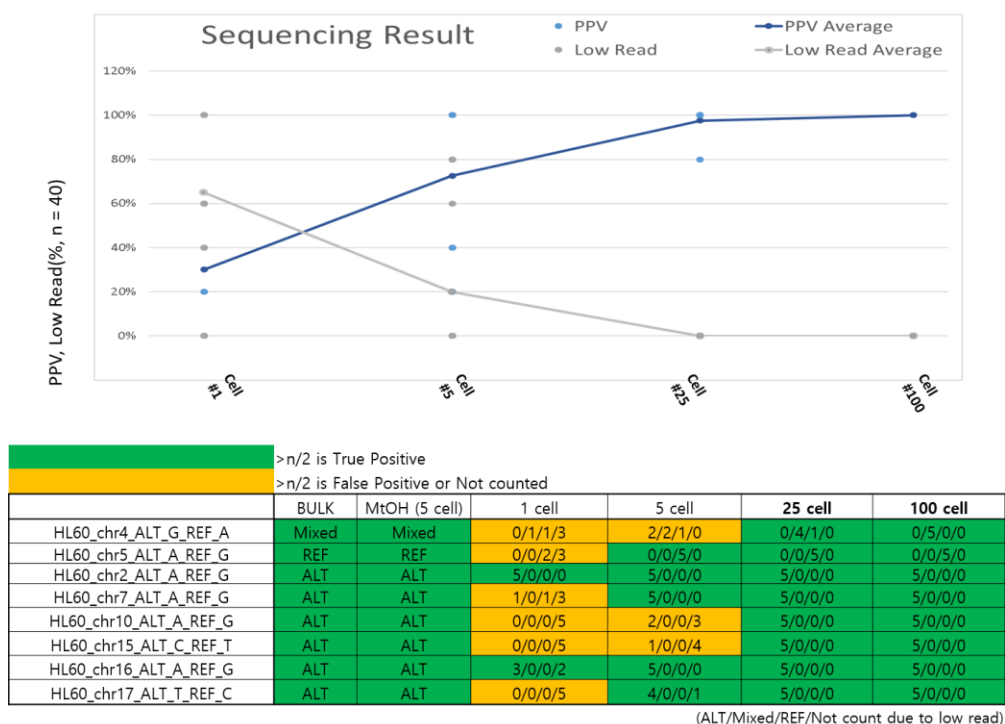 Sequencing Result
PPV
PPV Average
Low Read
Low Read Average
PPV, Low Read(%, n = 40)
120%
100%
80%
60%
40%
20%
0%
Cell #1
Cell #5
Cell #25
Cell #100
>n/2 is True Positive
>n/2 is False Positive or Not counted
BULK MtOH (5 cell) 1 cell 5 cell 25 cell 100 cell
HL60_chr4_ALT_G_REF_A Mixed Mixed 0/1/1/3 2/2/1/0 0/4/1/0 0/5/0/0
HL60_chr5_ALT_A_REF_G REF REF 0/0/2/3 0/0/5/0 0/0/5/0 0/0/5/0
HL60_chr2_ALT_A_REF_G ALT ALT 5/0/0/0 5/0/0/0 5/0/0/0 5/0/0/0
HL60_chr7_ALT_A_REF_G ALT ALT 1/0/1/3 5/0/0/0 5/0/0/0 5/0/0/0
HL60_chr10_ALT_A_REF_G ALT ALT 0/0/0/5 2/0/0/3 5/0/0/0 5/0/0/0
HL60_chr15_ALT_C_REF_T ALT ALT 0/0/0/5 1/0/0/4 5/0/0/0 5/0/0/0
HL60_chr16_ALT_A_REF_G ALT ALT 3/0/0/2 5/0/0/0 5/0/0/0 5/0/0/0
HL60_chr17_ALT_T_REF_C ALT ALT 0/0/0/5 4/0/0/1 5/0/0/0 5/0/0/0
(ALT/Mixed/REF/Not count due to low read)